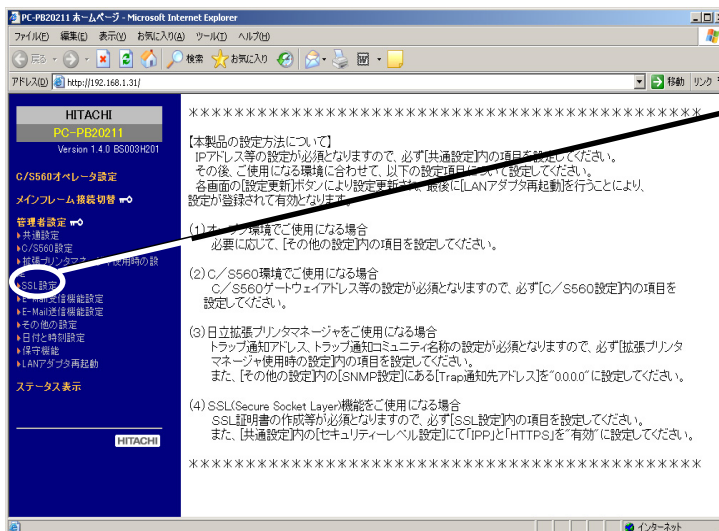 PC-PB20211 ホームページ - Microsoft Internet Explorer
ファイル(F) 編集(E) 表示(V) お気に入り(A) ツール(T) ヘルプ(H)
戻る 検索 お気に入り
アドレス(D) http://192.168.1.31/ 移動 リンク
HITACHI
PC-PB20211
Version 1.4.0 BS003H201
C/S560オペレータ設定
メインフレーム接続切替
管理者設定
共通設定
C/S560設定
SSL設定
E-Mail受信機能設定
E-Mail送信機能設定
その他の設定
日付と時刻設定
保守機能
LANアダプタ再起動
ステータス表示
HITACHI
【本製品の設定方法について】
IPアドレス等の設定が必須となりますので、必ず[共通設定]内の項目を設定してください。
その後、ご使用になる環境に合わせて、以下の設定項目について設定してください。
各画面の[設定更新]ボタンにより設定更新され、最後に[LANアダプタ再起動]を行うことにより、
設定が登録されて有効となります。
(1)オープン環境でご使用になる場合
必要に応じて、[その他の設定]内の項目を設定してください。
(2)C/S560環境でご使用になる場合
C/S560ゲートウェイアドレス等の設定が必須となりますので、必ず[C/S560設定]内の項目を
設定してください。
(3)日立拡張プリンタマネージャをご使用になる場合
トラップ通知アドレス、トラップ通知コミュニティ名称の設定が必須となりますので、必ず[拡張プリンタ
マネージャ使用時の設定]内の項目を設定してください。
また、[その他の設定]内の[SNMP設定]にある[Trap通知先アドレス]を"0.0.0.0"に設定してください。
(4)SSL(Secure Socket Layer)機能をご使用になる場合
SSL証明書の作成等が必須となりますので、必ず[SSL設定]内の項目を設定してください。
また、[共通設定]内の[セキュリティーレベル設定]にて「IPP」と「HTTPS」を"有効"に設定してください。
インターネット